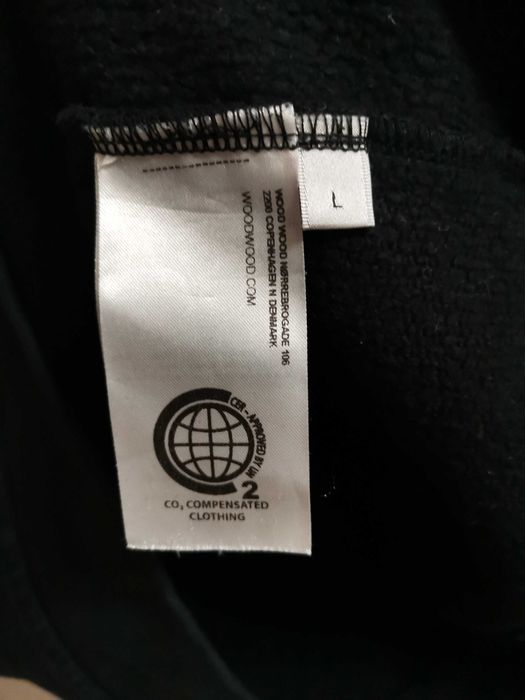 L
WOOD WOOD NØRREBROGADE 106
2200 COPENHAGEN N DENMARK
WOODWOOD.COM
CER - APPROVED BY UN
2
CO₂ COMPENSATED
CLOTHING